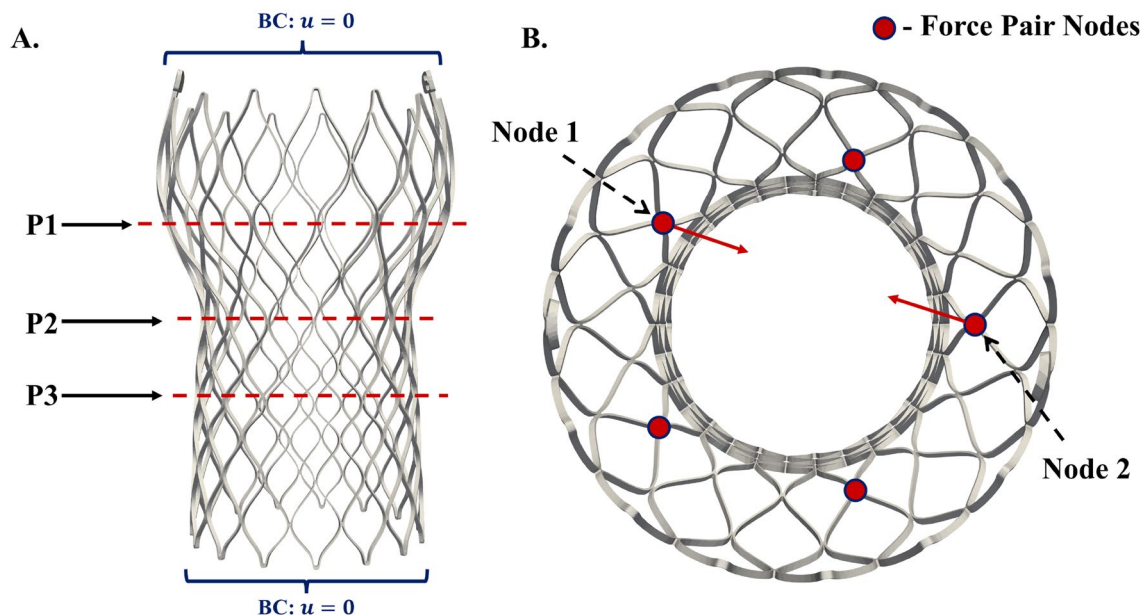 A.
BC: u = 0
P1
P2
P3
BC: u = 0
B.
- Force Pair Nodes
Node 1
Node 2